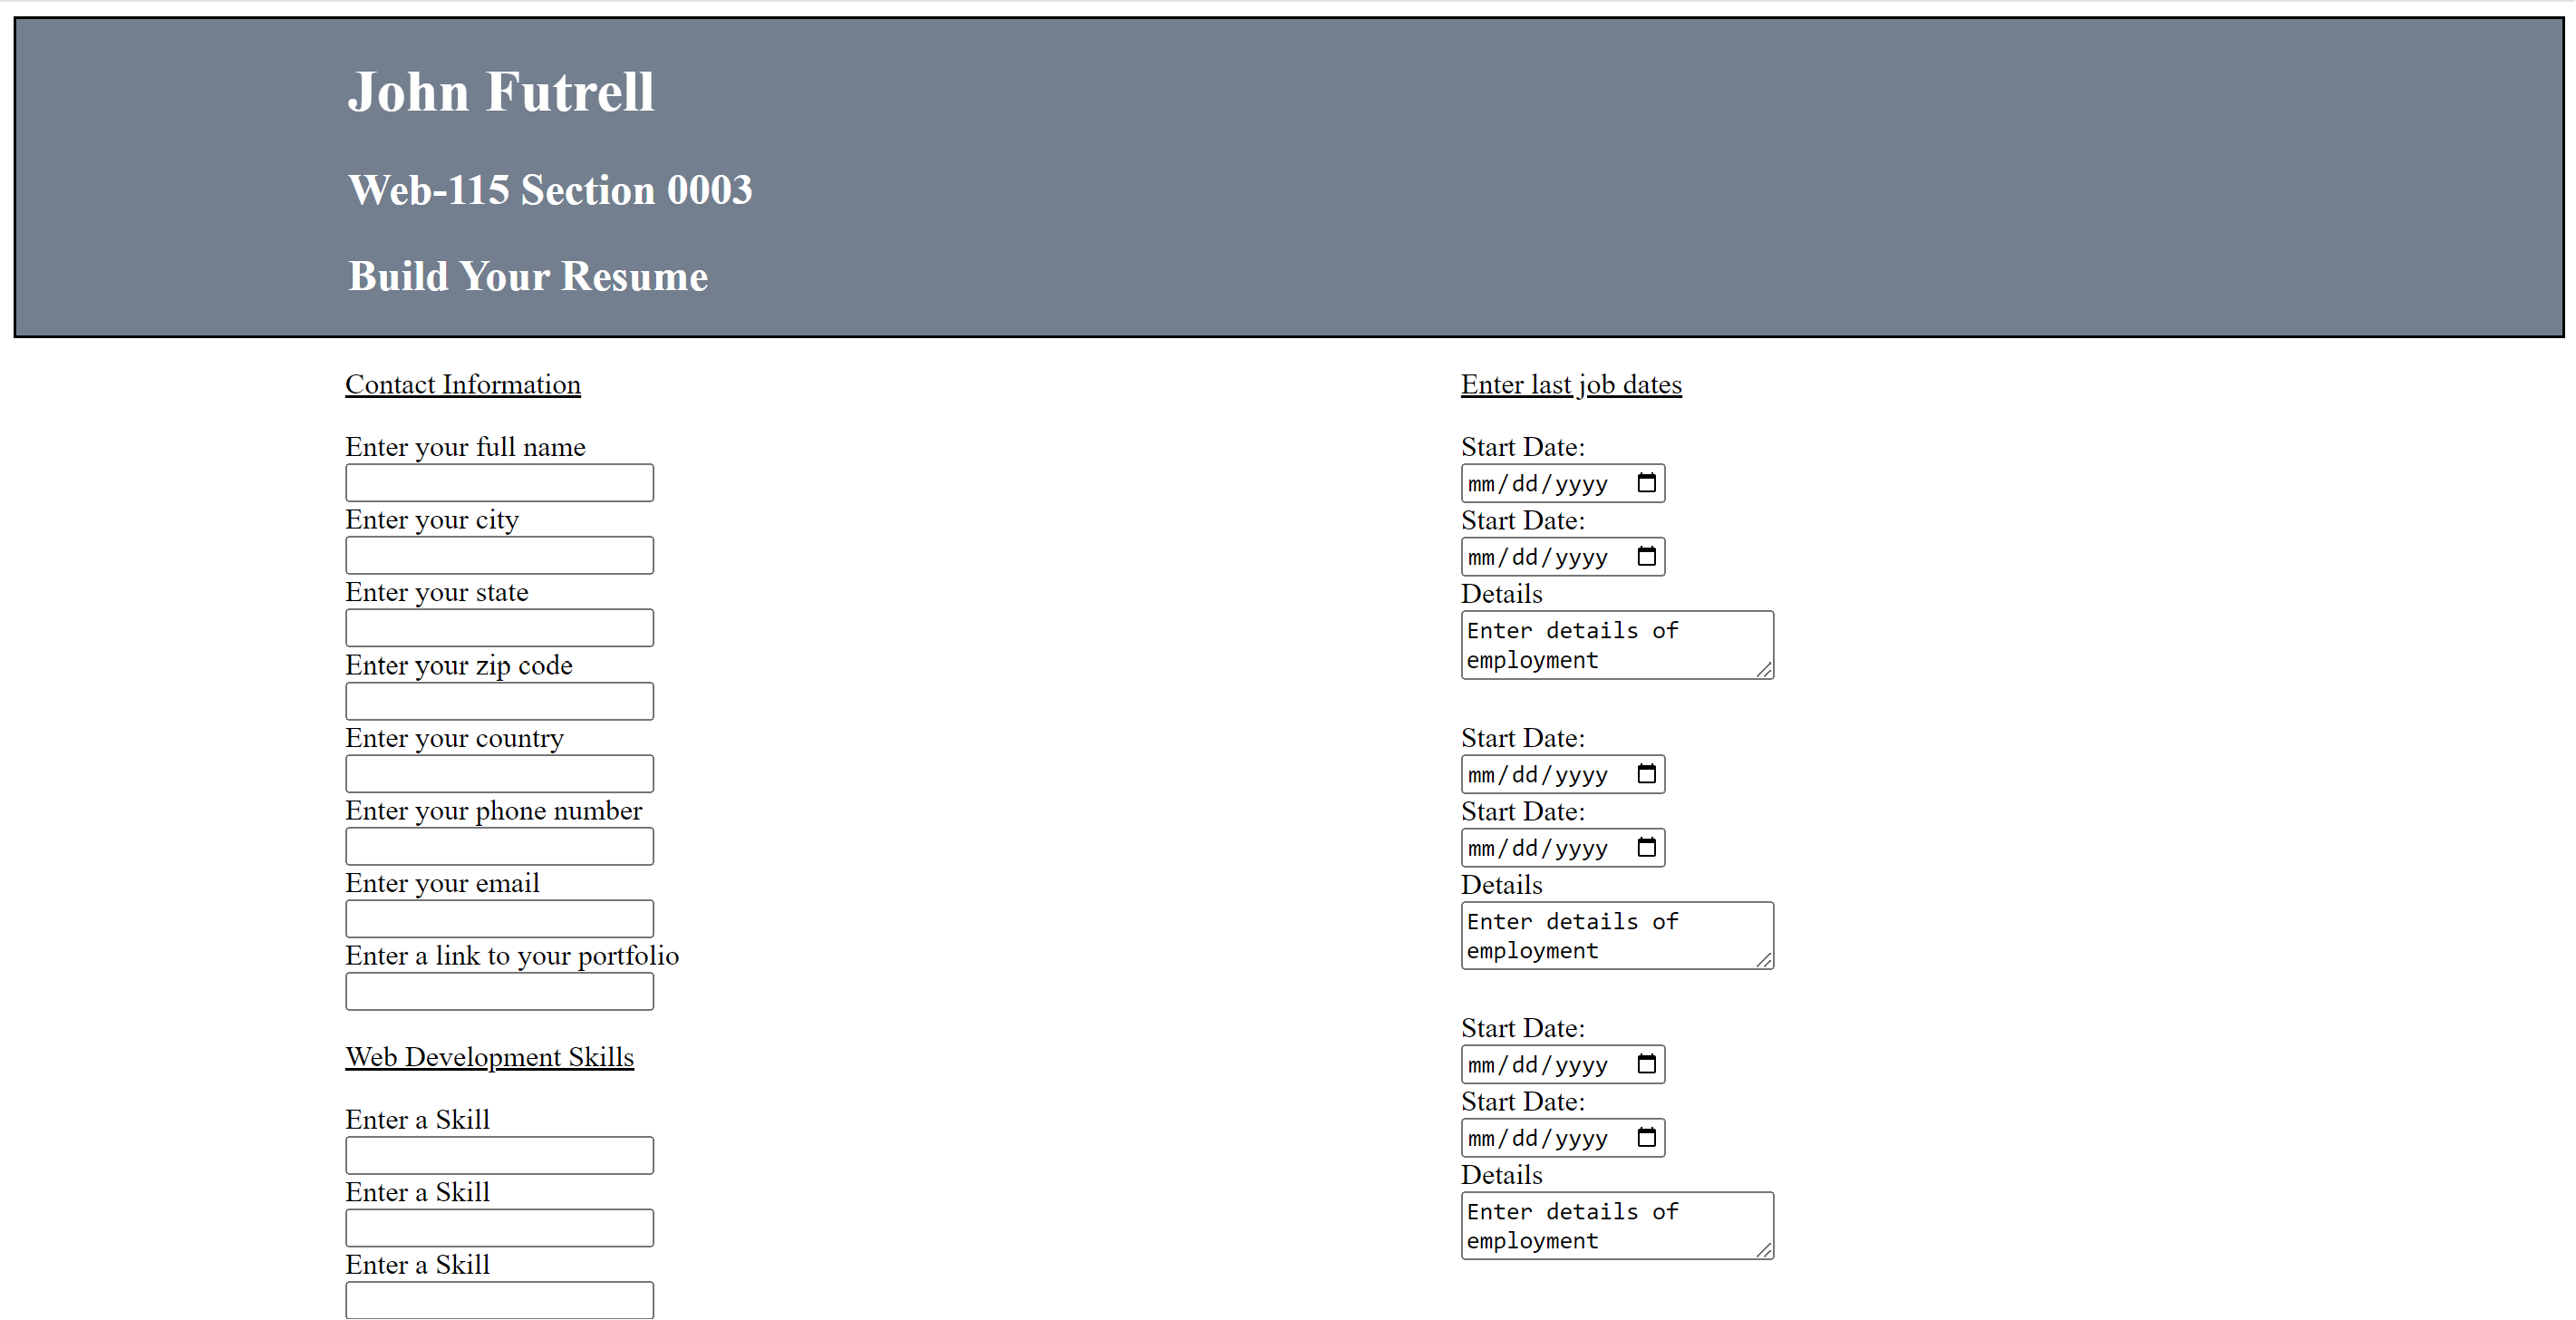 John Futrell
Web-115 Section 0003
Build Your Resume
Contact Information
Enter your full name
Enter your city
Enter your state
Enter your zip code
Enter your country
Enter your phone number
Enter your email
Enter a link to your portfolio
Web Development Skills
Enter a Skill
Enter a Skill
Enter a Skill
Enter last job dates
Start Date:
mm/dd/yyyy
Start Date:
mm/dd/yyyy
Details
Enter details of
employment
Start Date:
mm/dd/yyyy
Start Date:
mm/dd/yyyy
Details
Enter details of
employment
Start Date:
mm/dd/yyyy
Start Date:
mm/dd/yyyy
Details
Enter details of
employment